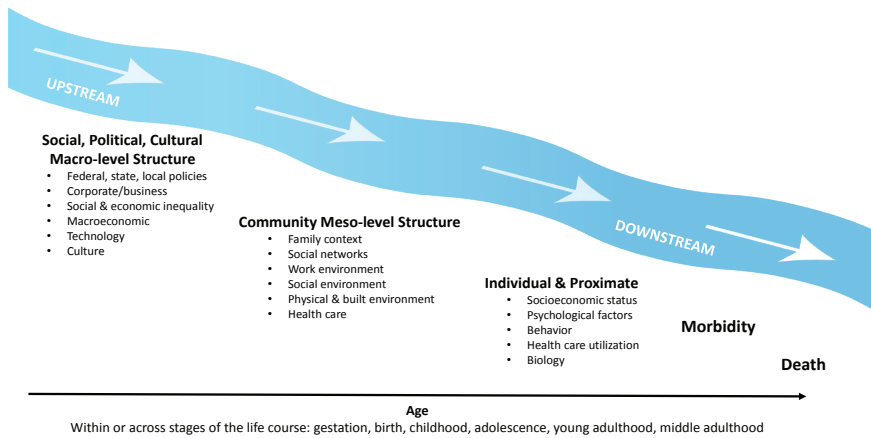 UPSTREAM
Social, Political, Cultural
Macro-level Structure
• Federal, state, local policies
• Corporate/business
• Social & economic inequality
• Macroeconomic
• Technology
• Culture
Community Meso-level Structure
• Family context
• Social networks
• Work environment
• Social environment
• Physical & built environment
• Health care
DOWNSTREAM
Individual & Proximate
• Socioeconomic status
• Psychological factors
• Behavior
• Health care utilization
• Biology
Morbidity
Death
Age
Within or across stages of the life course: gestation, birth, childhood, adolescence, young adulthood, middle adulthood